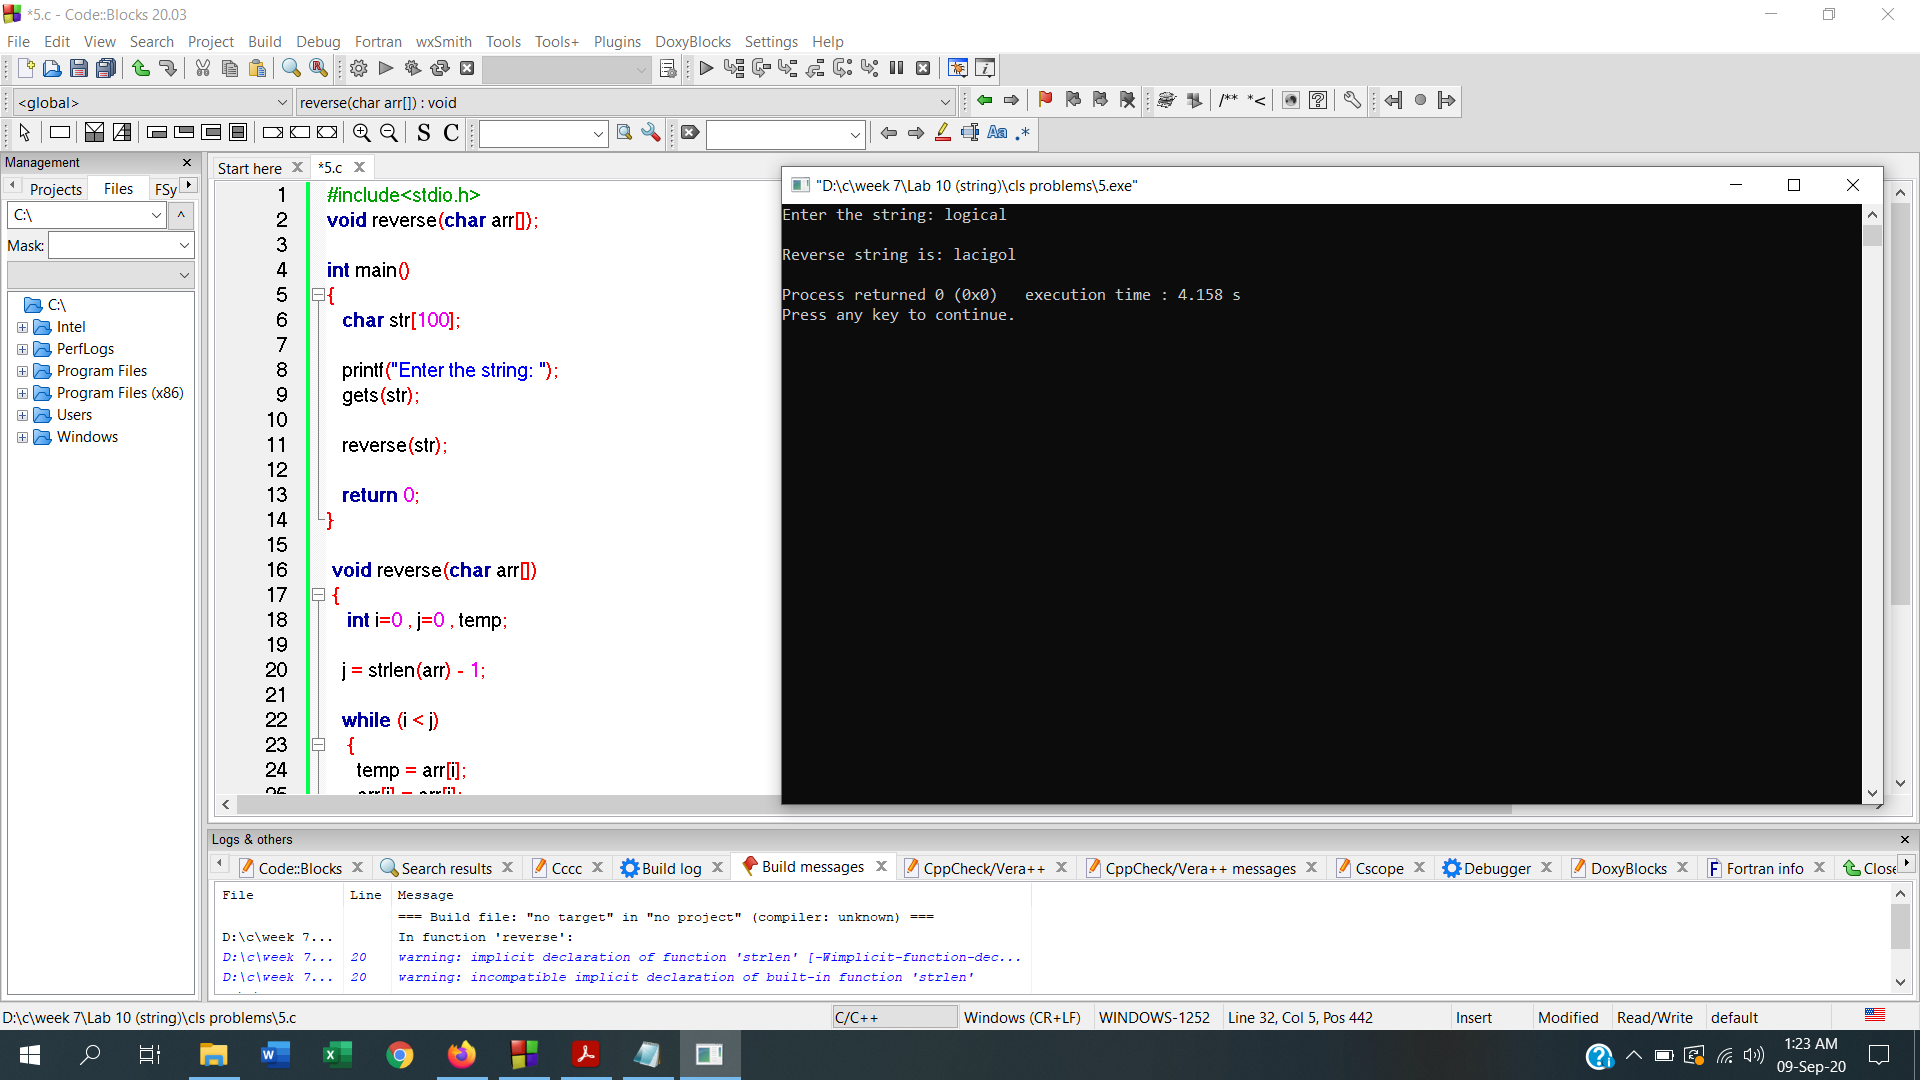 *5.c - Code::Blocks 20.03
File Edit View Search Project Build Debug Fortran wxSmith Tools Tools+ Plugins DoxyBlocks Settings Help
<global>
reverse(char arr[]) : void
/** *<
S C
Aa .*
Management
Projects Files FSy
C:\
Mask:
C:\
Intel
PerfLogs
Program Files
Program Files (x86)
Users
Windows
Start here *5.c
1 #include<stdio.h>
2 void reverse(char arr[]);
3
4 int main()
5 {
6 char str[100];
7
8 printf("Enter the string: ");
9 gets(str);
10
11 reverse(str);
12
13 return 0;
14 }
15
16 void reverse(char arr[])
17 {
18 int i=0 , j=0 , temp;
19
20 j = strlen(arr) - 1;
21
22 while (i < j)
23 {
24 temp = arr[i];
"D:\c\week 7\Lab 10 (string)\cls problems\5.exe"
Enter the string: logical
Reverse string is: lacigol
Process returned 0 (0x0) execution time : 4.158 s
Press any key to continue.
Logs & others
Code::Blocks Search results Cccc Build log Build messages CppCheck/Vera++ CppCheck/Vera++ messages Cscope Debugger DoxyBlocks Fortran info Close
File Line Message
=== Build file: "no target" in "no project" (compiler: unknown) ===
D:\c\week 7... In function 'reverse':
D:\c\week 7... 20 warning: implicit declaration of function 'strlen' [-Wimplicit-function-dec...
D:\c\week 7... 20 warning: incompatible implicit declaration of built-in function 'strlen'
D:\c\week 7\Lab 10 (string)\cls problems\5.c C/C++ Windows (CR+LF) WINDOWS-1252 Line 32, Col 5, Pos 442 Insert Modified Read/Write default
1:23 AM
09-Sep-20